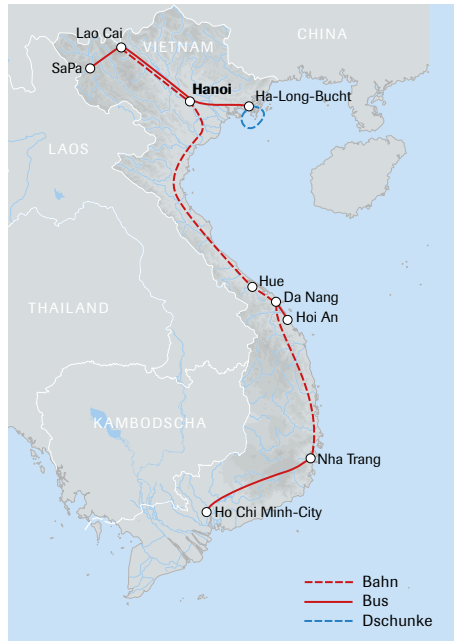 CHINA
Lao Cai
VIETNAM
SaPa
Hanoi
Ha-Long-Bucht
LAOS
Hue
Da Nang
THAILAND
Hoi An
KAMBODSCHA
Nha Trang
Ho Chi Minh-City
Bahn
Bus
Dschunke